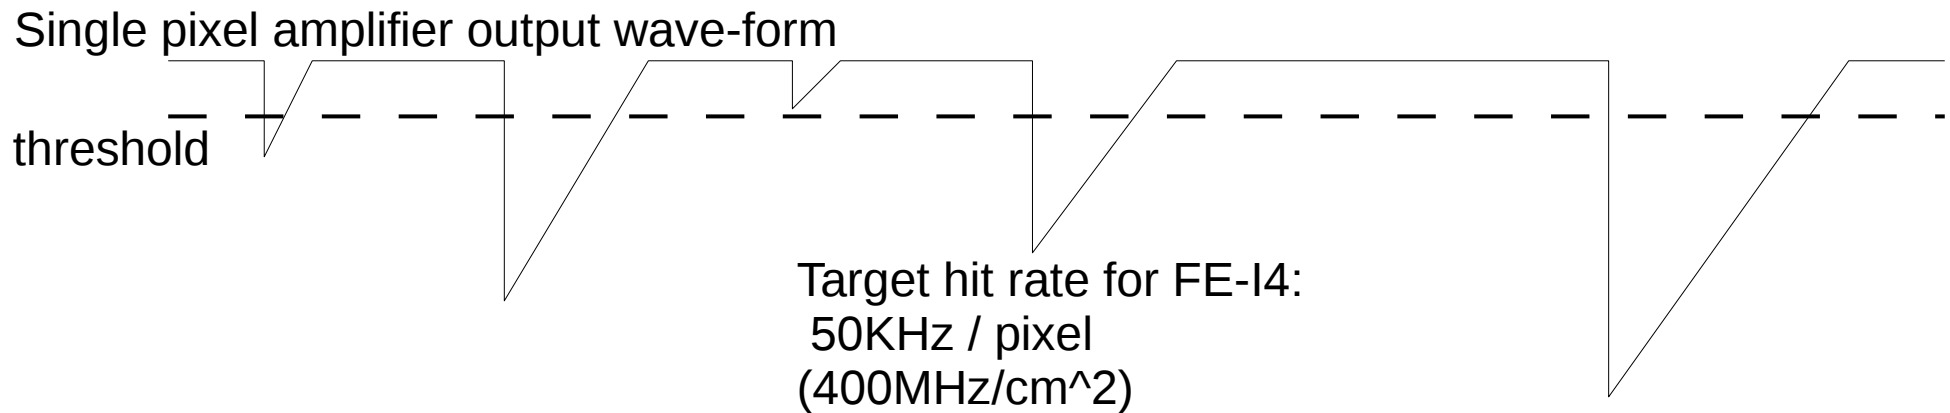 Single pixel amplifier output wave-form
threshold
Target hit rate for FE-I4:
50KHz / pixel
(400MHz/cm^2)